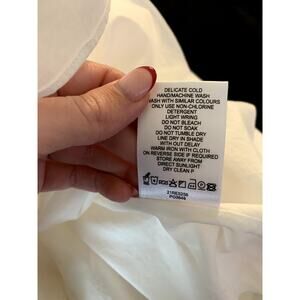 DELICATE COLD
HAND/MACHINE WASH
WASH WITH SIMILAR COLOURS
ONLY USE NON-CHLORINE
DETERGENT
LIGHT WRING
DO NOT BLEACH
DO NOT SOAK
DO NOT TUMBLE DRY
LINE DRY IN SHADE
WITH OUT DELAY
WARM IRON WITH CLOTH
ON REVERSE SIDE IF REQUIRED
STORE AWAY FROM
DIRECT SUNLIGHT
DRY CLEAN P